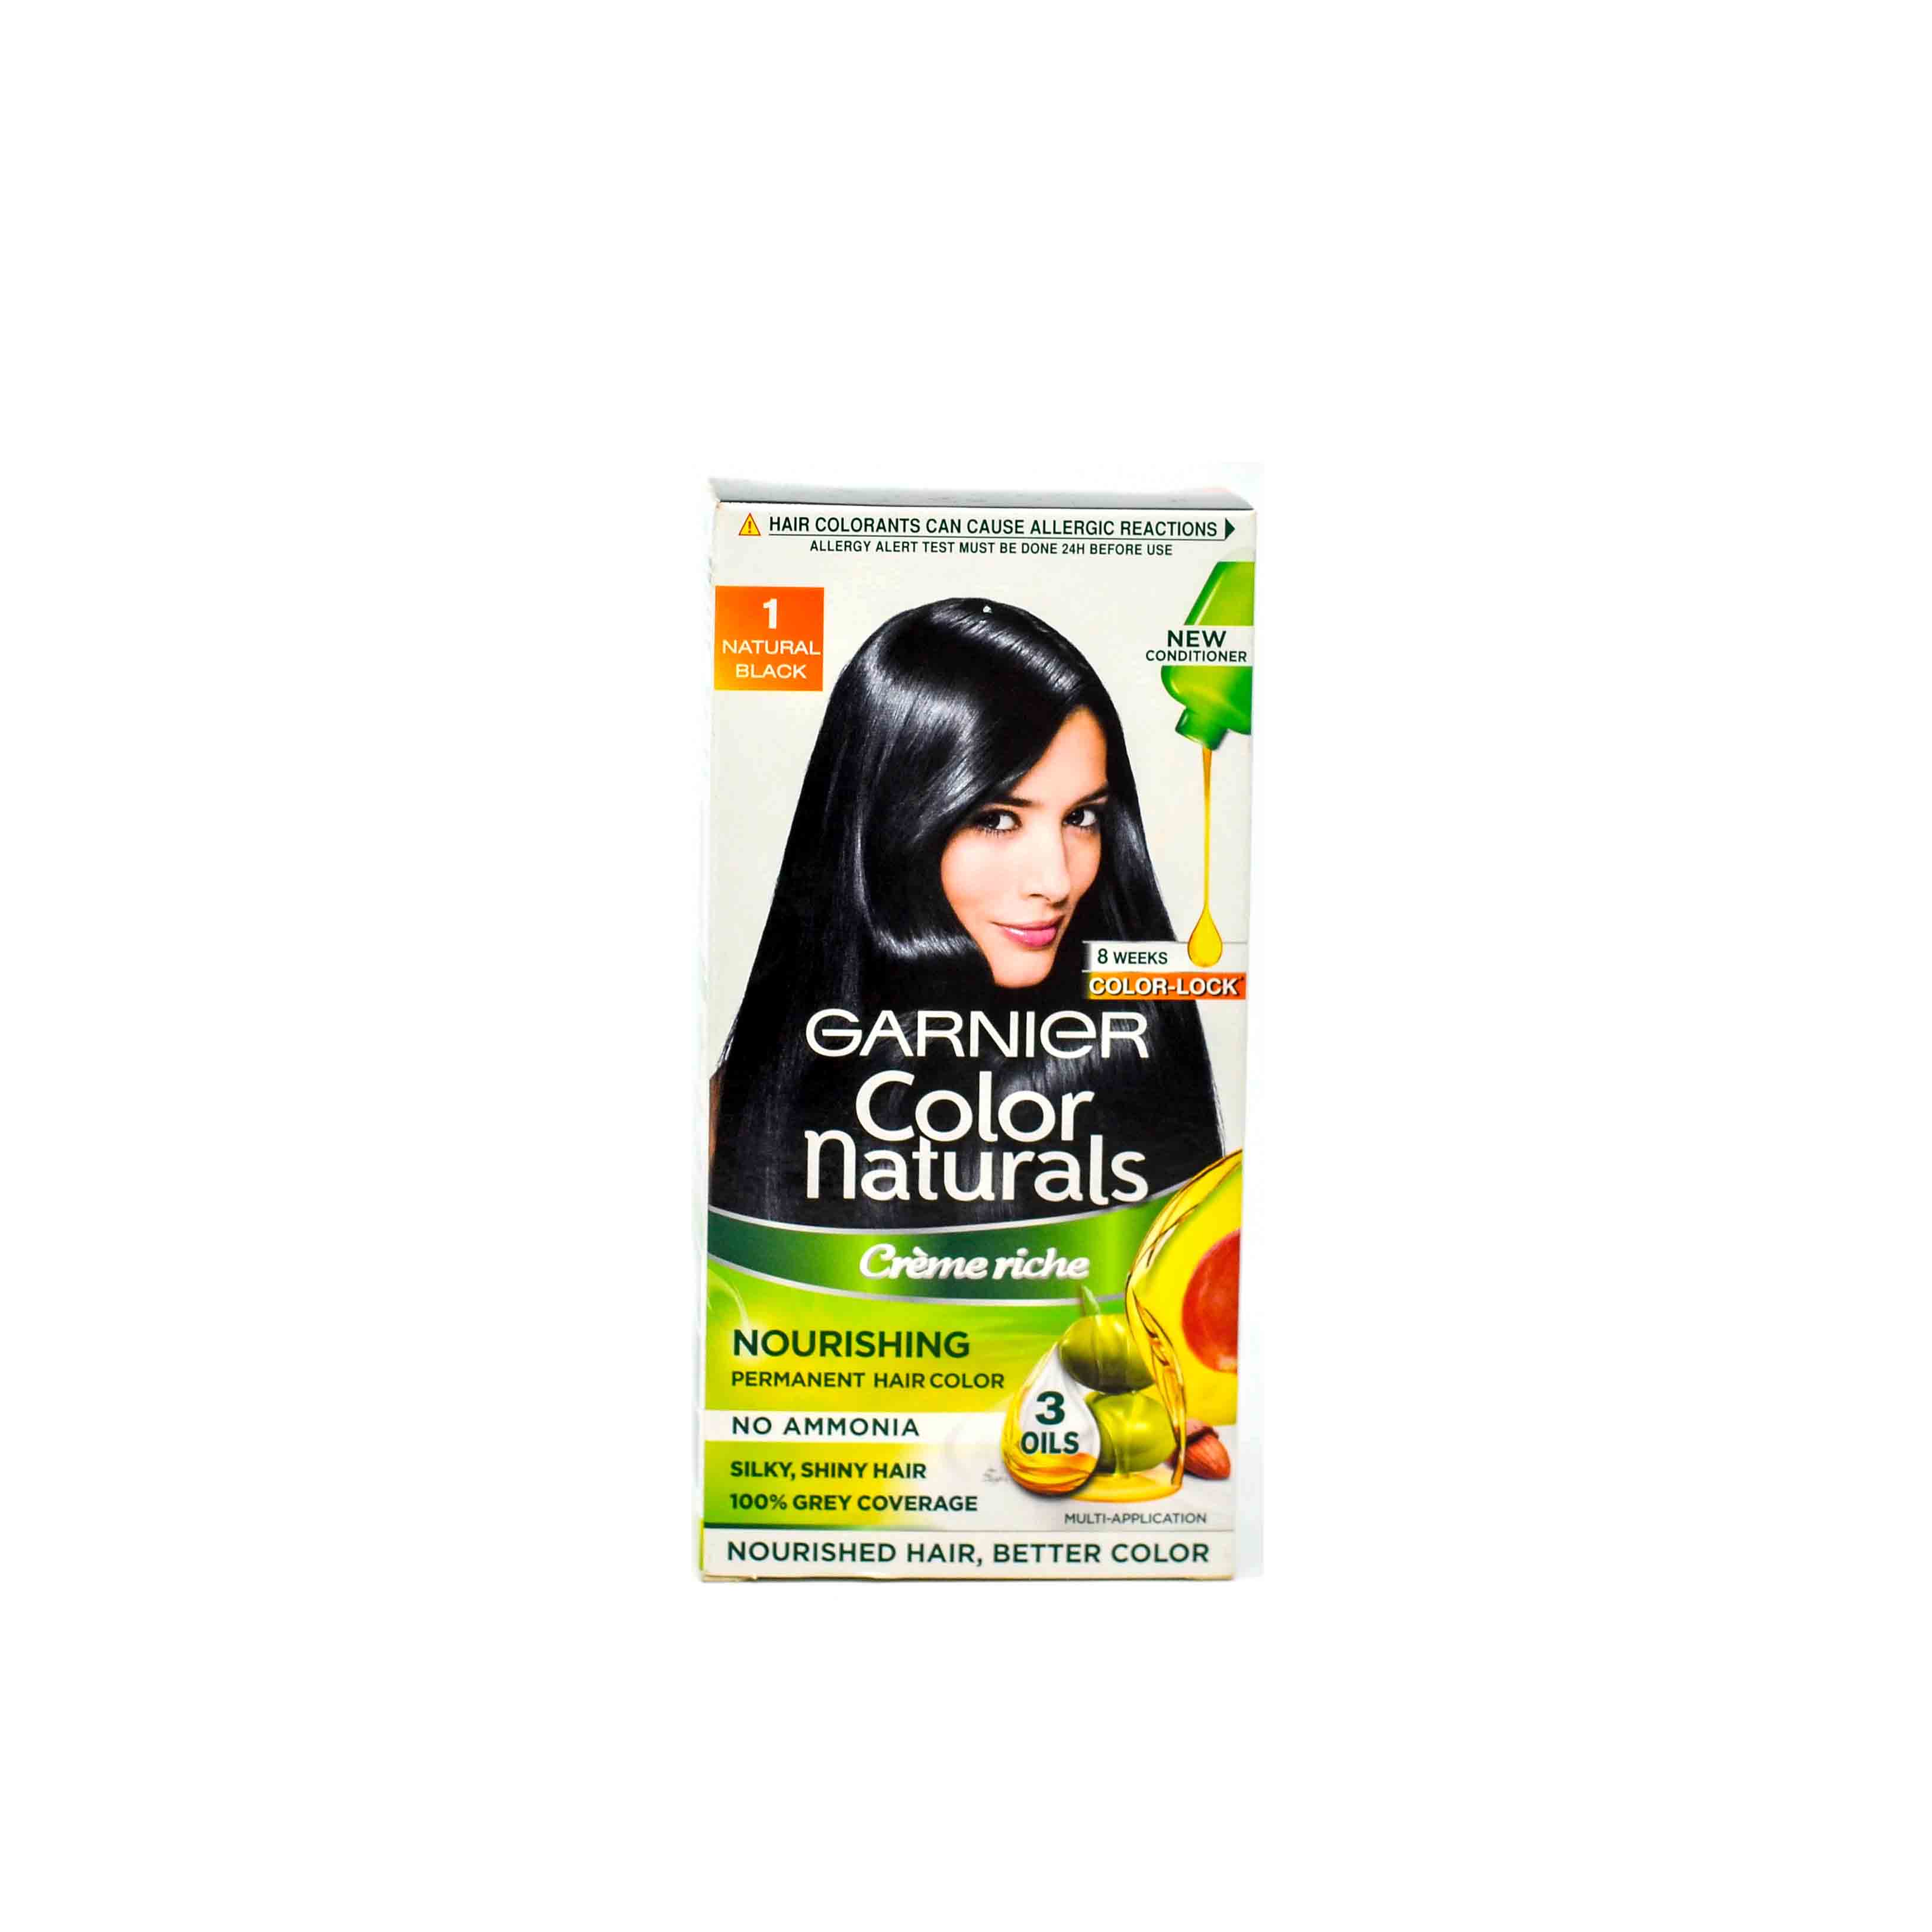 HAIR COLORANTS CAN CAUSE ALLERGIC REACTIONS
ALLERGY ALERT TEST MUST BE DONE 24H BEFORE USE
1
NATURAL
BLACK
NEW
CONDITIONER
8 WEEKS
COLOR-LOCK*
GARNIER
Color
Naturals
Crème riche
NOURISHING
PERMANENT HAIR COLOR
NO AMMONIA
3
OILS
SILKY, SHINY HAIR
100% GREY COVERAGE
MULTI-APPLICATION
NOURISHED HAIR, BETTER COLOR